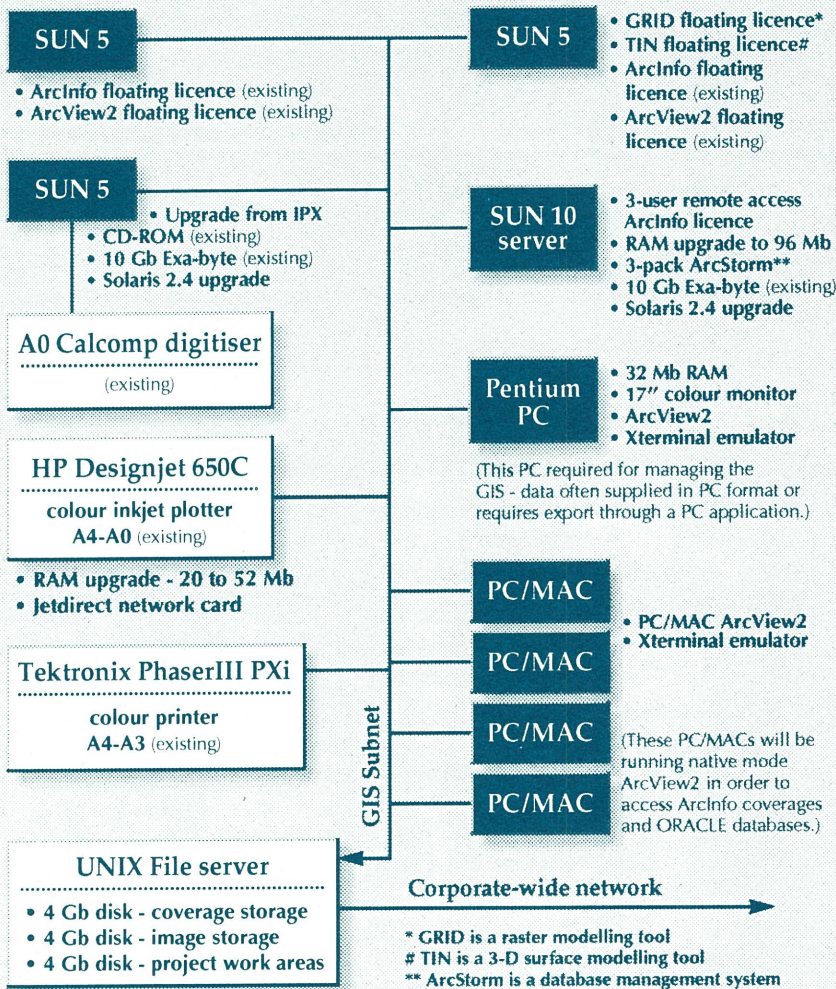 SUN 5
• ArcInfo floating licence (existing)
• ArcView2 floating licence (existing)
SUN 5
• Upgrade from IPX
• CD-ROM (existing)
• 10 Gb Exa-byte (existing)
• Solaris 2.4 upgrade
A0 Calcomp digitiser
(existing)
HP Designjet 650C
colour inkjet plotter
A4-A0 (existing)
• RAM upgrade - 20 to 52 Mb
• Jetdirect network card
Tektronix PhaserIII PXi
colour printer
A4-A3 (existing)
UNIX File server
• 4 Gb disk - coverage storage
• 4 Gb disk - image storage
• 4 Gb disk - project work areas
GIS Subnet
SUN 5
• GRID floating licence*
• TIN floating licence#
• ArcInfo floating
licence (existing)
• ArcView2 floating
licence (existing)
SUN 10
server
• 3-user remote access
ArcInfo licence
• RAM upgrade to 96 Mb
• 3-pack ArcStorm**
• 10 Gb Exa-byte (existing)
• Solaris 2.4 upgrade
Pentium
PC
• 32 Mb RAM
• 17" colour monitor
• ArcView2
• Xterminal emulator
(This PC required for managing the
GIS - data often supplied in PC format or
requires export through a PC application.)
PC/MAC
PC/MAC
PC/MAC
PC/MAC
• PC/MAC ArcView2
• Xterminal emulator
(These PC/MACs will be
running native mode
ArcView2 in order to
access ArcInfo coverages
and ORACLE databases.)
Corporate-wide network
* GRID is a raster modelling tool
# TIN is a 3-D surface modelling tool
** ArcStorm is a database management system